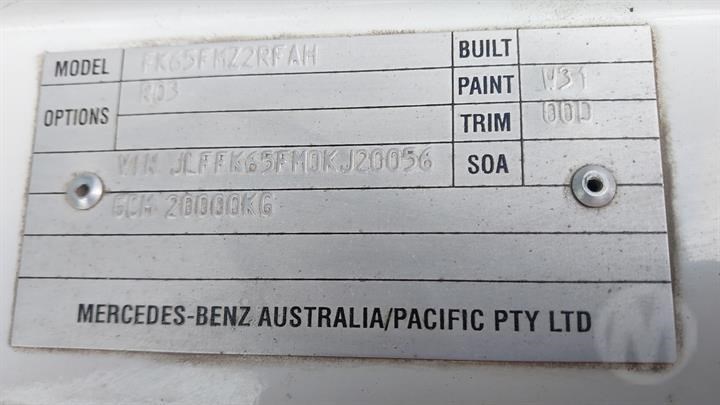 MODEL FK65FMZ2RFAH BUILT
OPTIONS R03 PAINT W31
TRIM 00D
VIN JLFFK65FM0KJ20056 SOA
GCM 20000KG
MERCEDES-BENZ AUSTRALIA/PACIFIC PTY LTD